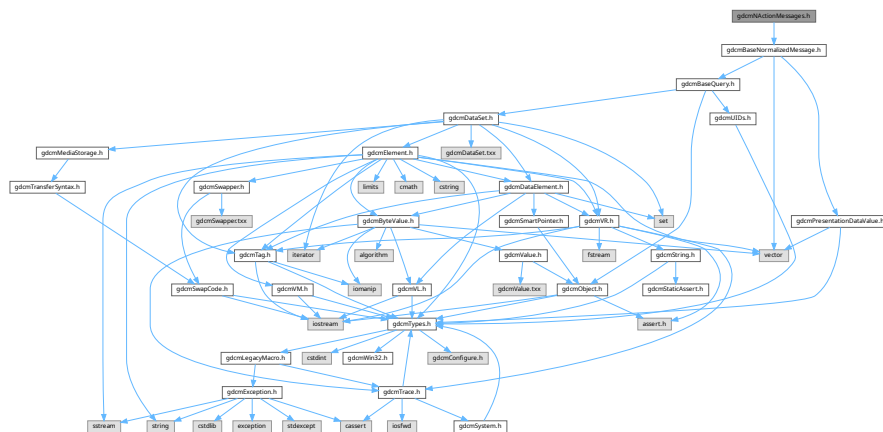 gdcmNActionMessages.h
gdcmBaseNormalizedMessage.h
gdcmBaseQuery.h
gdcmDataSet.h
gdcmUIDs.h
gdcmMediaStorage.h
gdcmElement.h
gdcmDataSet.txx
gdcmTransferSyntax.h
gdcmSwapper.h
limits
cmath
cstring
gdcmDataElement.h
gdcmSwapper.txx
gdcmByteValue.h
gdcmSmartPointer.h
gdcmVR.h
set
gdcmPresentationDataValue.h
gdcmTag.h
iterator
algorithm
gdcmValue.h
fstream
gdcmString.h
vector
gdcmSwapCode.h
gdcmVM.h
iomanip
gdcmVL.h
gdcmValue.txx
gdcmObject.h
gdcmStaticAssert.h
iostream
gdcmTypes.h
assert.h
gdcmLegacyMacro.h
cstdint
gdcmWin32.h
gdcmConfigure.h
gdcmException.h
gdcmTrace.h
sstream
string
cstdlib
exception
stdexcept
cassert
iosfwd
gdcmSystem.h